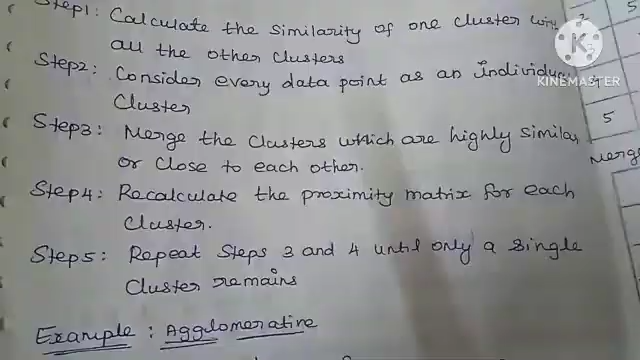 Step1: Calculate the similarity of one cluster with
all the other clusters
Step2: Consider every data point as an Individual
Cluster
Step3: Merge the clusters which are highly similar
or close to each other.
Step4: Recalculate the proximity matrix for each
cluster.
Step5: Repeat Steps 3 and 4 until only a single
Cluster remains
Example: Agglomerative
2
5
KINEMASTER
5
Merge